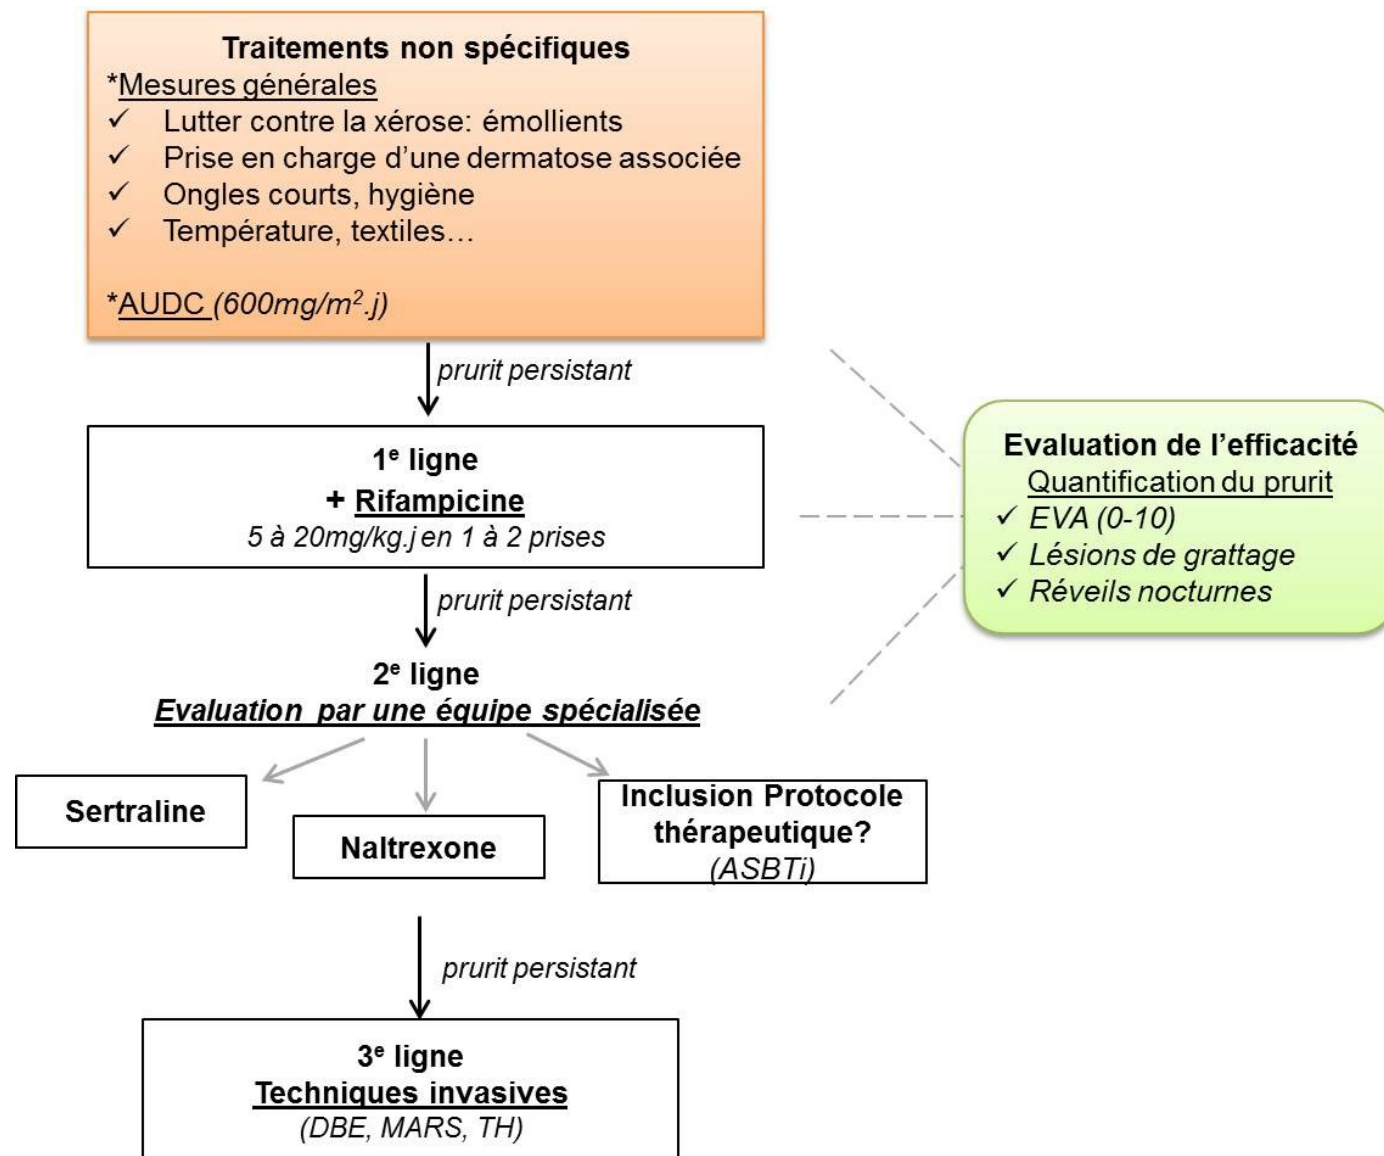 Traitements non spécifiques
*Mesures générales
✓ Lutter contre la xérose: émollients
✓ Prise en charge d’une dermatose associée
✓ Ongles courts, hygiène
✓ Température, textiles…
*AUDC (600mg/m².j)
prurit persistant
1e ligne
+ Rifampicine
5 à 20mg/kg.j en 1 à 2 prises
prurit persistant
2e ligne
Evaluation par une équipe spécialisée
Sertraline
Naltrexone
Inclusion Protocole
thérapeutique?
(ASBTi)
prurit persistant
3e ligne
Techniques invasives
(DBE, MARS, TH)
Evaluation de l’efficacité
Quantification du prurit
✓ EVA (0-10)
✓ Lésions de grattage
✓ Réveils nocturnes